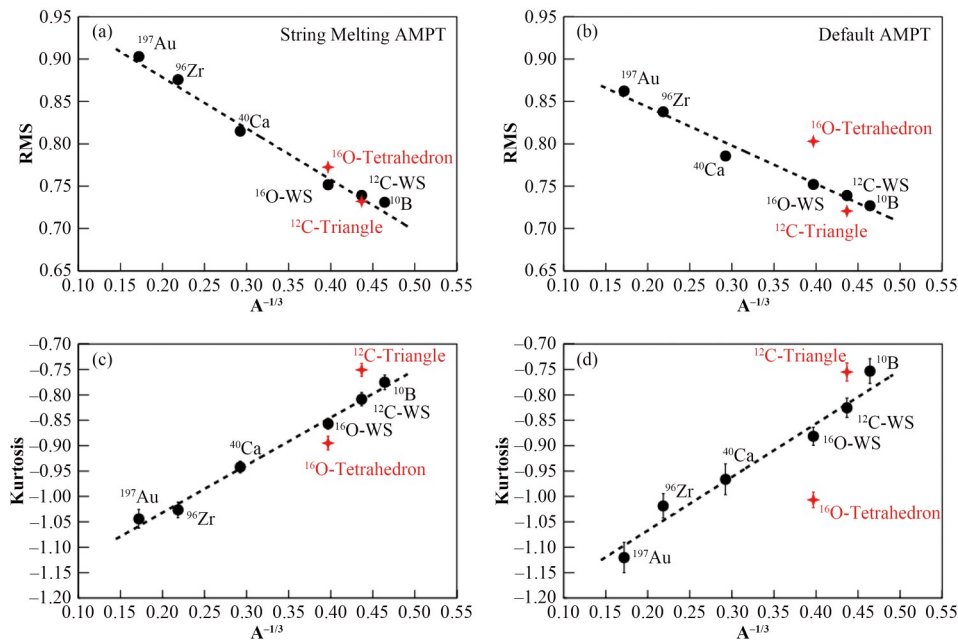 (a) String Melting AMPT
0.95
0.90
0.85
0.80
0.75
0.70
0.65
RMS
¹⁹⁷Au
⁹⁶Zr
⁴⁰Ca
¹⁶O-Tetrahedron
¹⁶O-WS
¹²C-WS
¹⁰B
¹²C-Triangle
0.10 0.15 0.20 0.25 0.30 0.35 0.40 0.45 0.50 0.55
A⁻¹/³
(b) Default AMPT
0.95
0.90
0.85
0.80
0.75
0.70
0.65
RMS
¹⁹⁷Au
⁹⁶Zr
¹⁶O-Tetrahedron
⁴⁰Ca
¹²C-WS
¹⁶O-WS
¹⁰B
¹²C-Triangle
0.10 0.15 0.20 0.25 0.30 0.35 0.40 0.45 0.50 0.55
A⁻¹/³
(c)
−0.70
−0.75
−0.80
−0.85
−0.90
−0.95
−1.00
−1.05
−1.10
−1.15
−1.20
Kurtosis
¹²C-Triangle
¹⁰B
¹²C-WS
¹⁶O-WS
⁴⁰Ca
¹⁶O-Tetrahedron
¹⁹⁷Au
⁹⁶Zr
0.10 0.15 0.20 0.25 0.30 0.35 0.40 0.45 0.50 0.55
A⁻¹/³
(d)
−0.70
−0.75
−0.80
−0.85
−0.90
−0.95
−1.00
−1.05
−1.10
−1.15
−1.20
Kurtosis
¹²C-Triangle
¹⁰B
¹²C-WS
¹⁶O-WS
⁴⁰Ca
⁹⁶Zr
¹⁶O-Tetrahedron
¹⁹⁷Au
0.10 0.15 0.20 0.25 0.30 0.35 0.40 0.45 0.50 0.55
A⁻¹/³